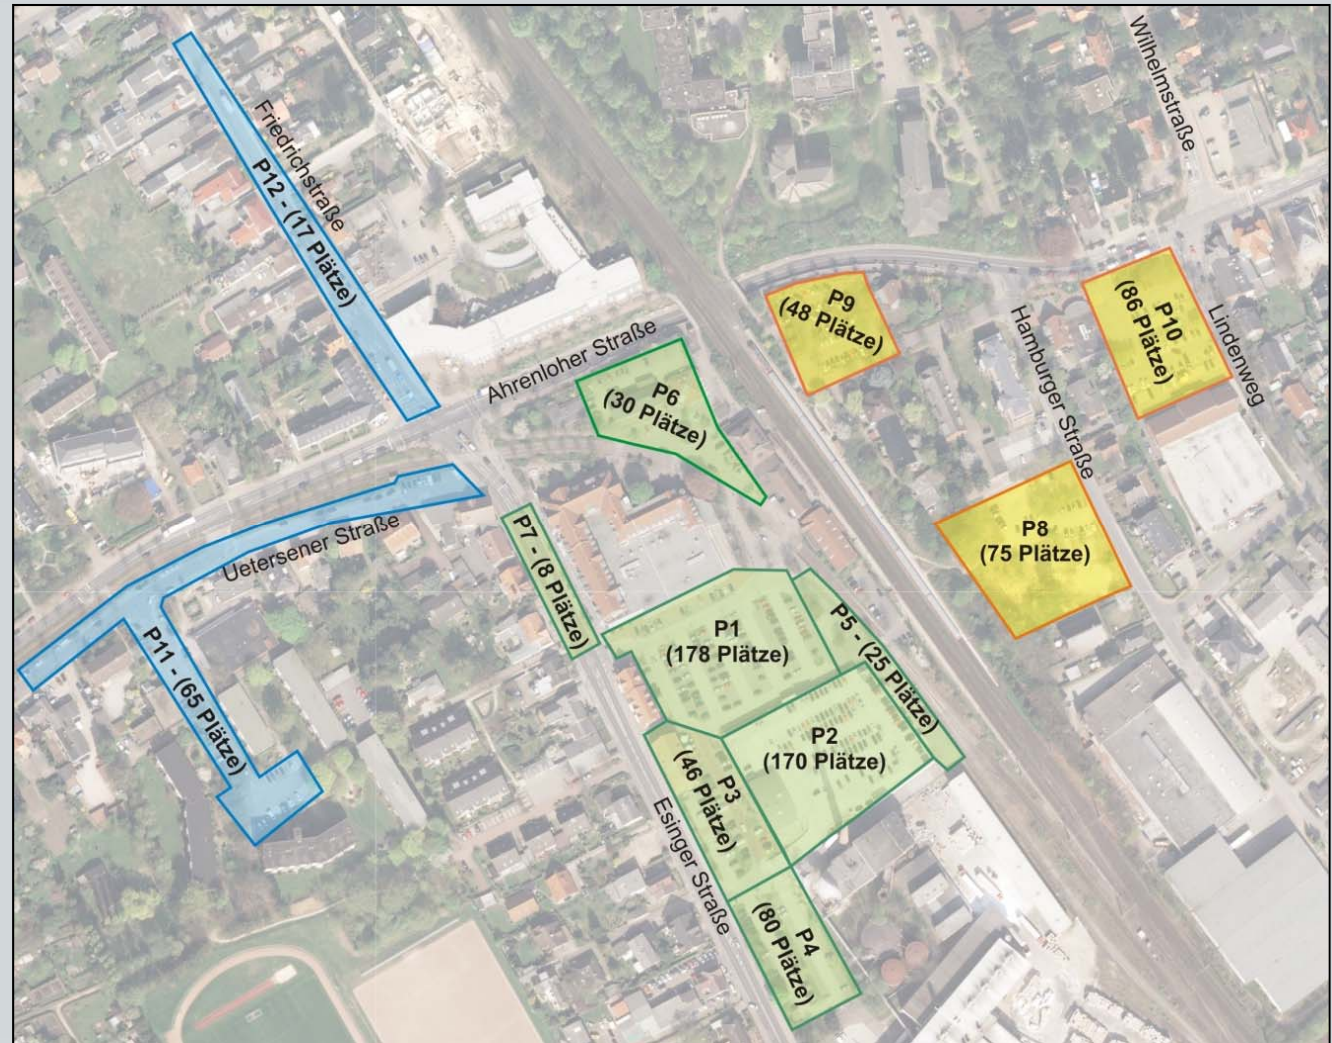 Wilhelmstraße
Friedrichstraße
P12 - (17 Plätze)
P9
(48 Plätze)
P10
(86 Plätze)
Lindenweg
Hamburger Straße
Ahrenloher Straße
P6
(30 Plätze)
Uetersener Straße
P7 - (8 Plätze)
P8
(75 Plätze)
P11 - (65 Plätze)
P1
(178 Plätze)
P5 - (25 Plätze)
P2
(170 Plätze)
P3
(46 Plätze)
Esinger Straße
P4
(80 Plätze)